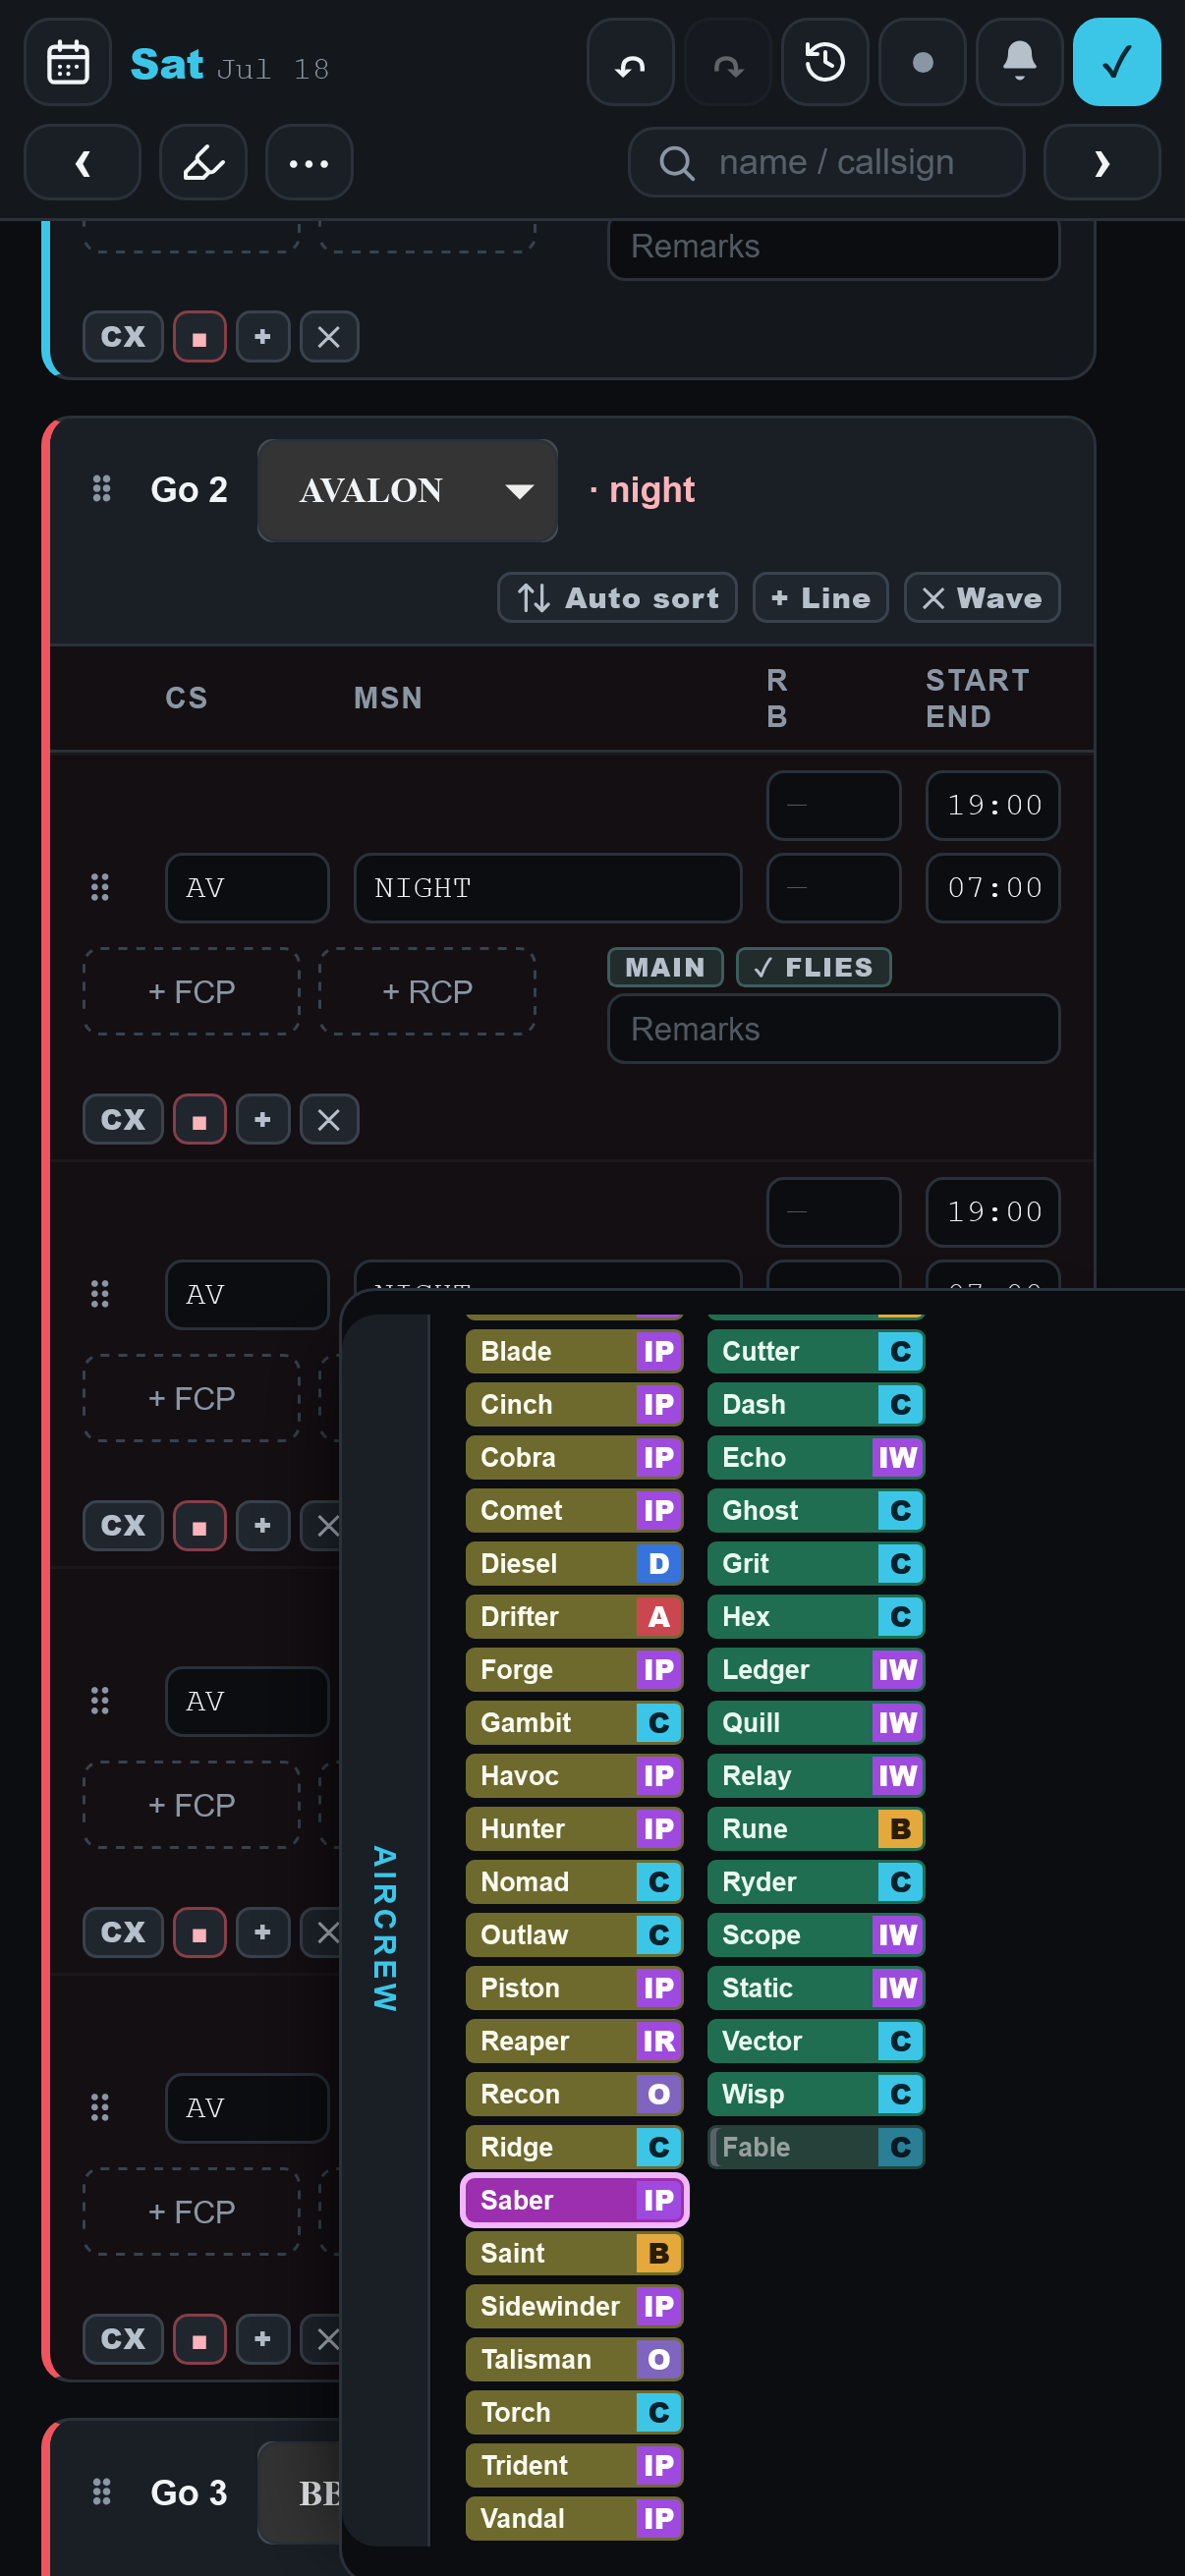 Sat Jul 18
name / callsign
Remarks
CX + ×
Go 2 AVALON · night
Auto sort + Line × Wave
CS MSN R B START END
— 19:00
AV NIGHT — 07:00
+ FCP + RCP MAIN ✓ FLIES
Remarks
CX + ×
— 19:00
AV
+ FCP
CX +
AV
+ FCP
CX +
AV
+ FCP
CX +
Go 3
AIRCREW
Blade IP
Cinch IP
Cobra IP
Comet IP
Diesel D
Drifter A
Forge IP
Gambit C
Havoc IP
Hunter IP
Nomad C
Outlaw C
Piston IP
Reaper IR
Recon O
Ridge C
Saber IP
Saint B
Sidewinder IP
Talisman O
Torch C
Trident IP
Vandal IP
Cutter C
Dash C
Echo IW
Ghost C
Grit C
Hex C
Ledger IW
Quill IW
Relay IW
Rune B
Ryder C
Scope IW
Static IW
Vector C
Wisp C
Fable C